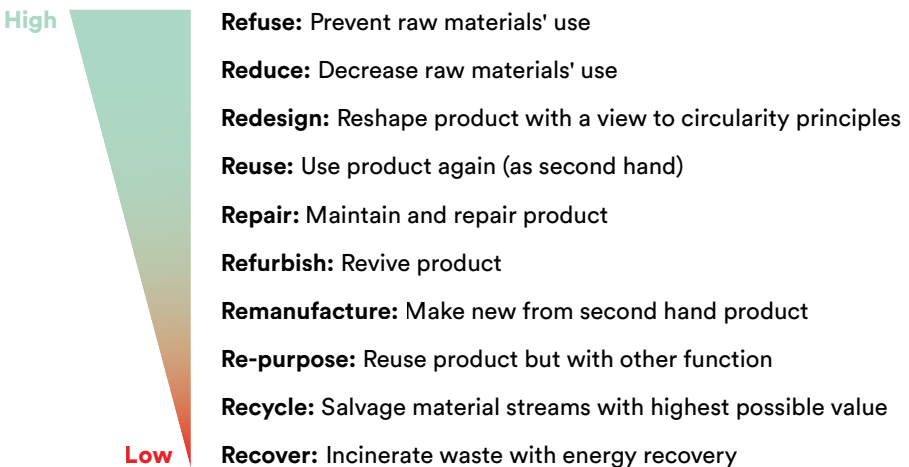 High
Refuse: Prevent raw materials' use
Reduce: Decrease raw materials' use
Redesign: Reshape product with a view to circularity principles
Reuse: Use product again (as second hand)
Repair: Maintain and repair product
Refurbish: Revive product
Remanufacture: Make new from second hand product
Re-purpose: Reuse product but with other function
Recycle: Salvage material streams with highest possible value
Low
Recover: Incinerate waste with energy recovery